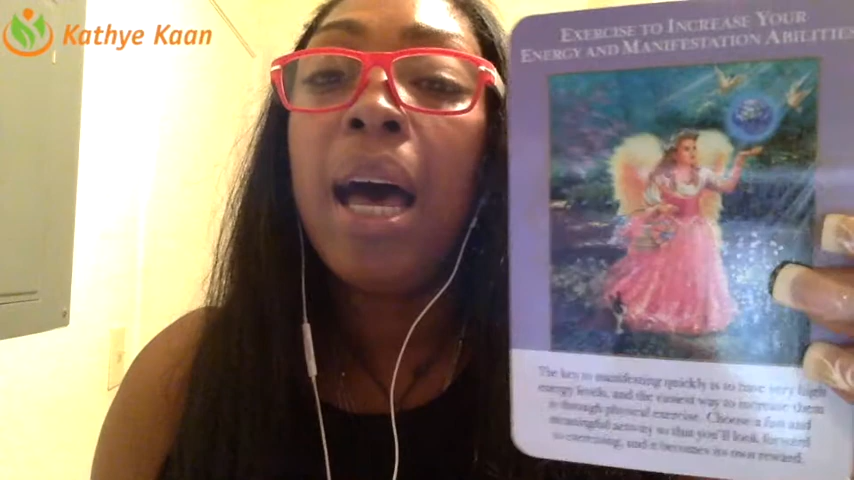 Kathye Kaan
EXERCISE TO INCREASE YOUR
ENERGY AND MANIFESTATION ABILITIES
The key to manifesting quickly is to have very high
energy levels, and the easiest way to increase them
is through physical exercise. Choose a fun and
meaningful activity so that you'll look forward
to exercising, and it becomes its own reward.